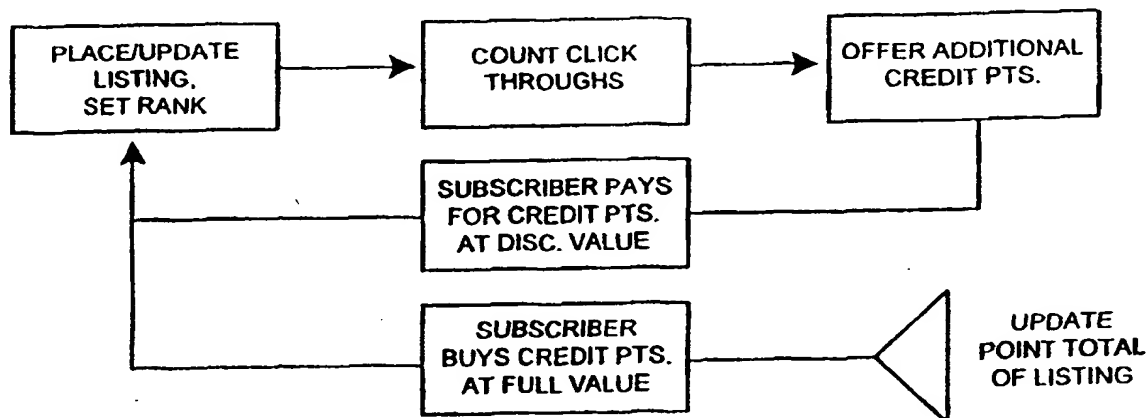 PLACE/UPDATE
LISTING,
SET RANK
COUNT CLICK
THROUGHS
OFFER ADDITIONAL
CREDIT PTS.
SUBSCRIBER PAYS
FOR CREDIT PTS.
AT DISC. VALUE
SUBSCRIBER
BUYS CREDIT PTS.
AT FULL VALUE
UPDATE
POINT TOTAL
OF LISTING